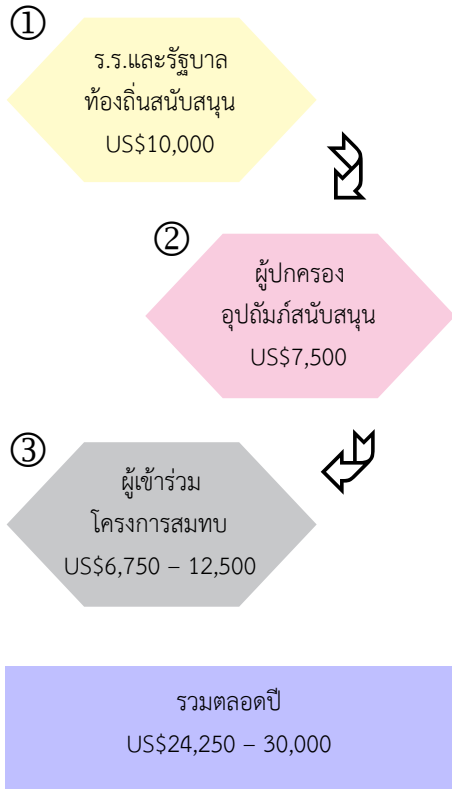 ①
ร.ร.และรัฐบาล
ท้องถิ่นสนับสนุน
US$10,000
②
ผู้ปกครอง
อุปถัมภ์สนับสนุน
US$7,500
③
ผู้เข้าร่วม
โครงการสมทบ
US$6,750 – 12,500
รวมตลอดปี
US$24,250 – 30,000